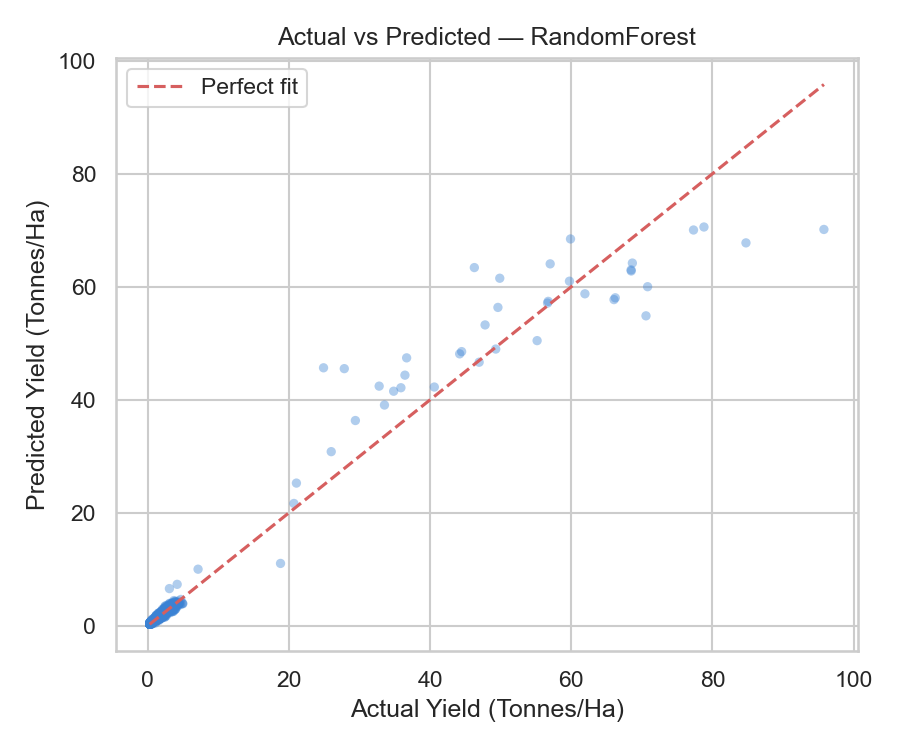 Actual vs Predicted — RandomForest
Perfect fit
Predicted Yield (Tonnes/Ha)
100
80
60
40
20
0
0 20 40 60 80 100
Actual Yield (Tonnes/Ha)